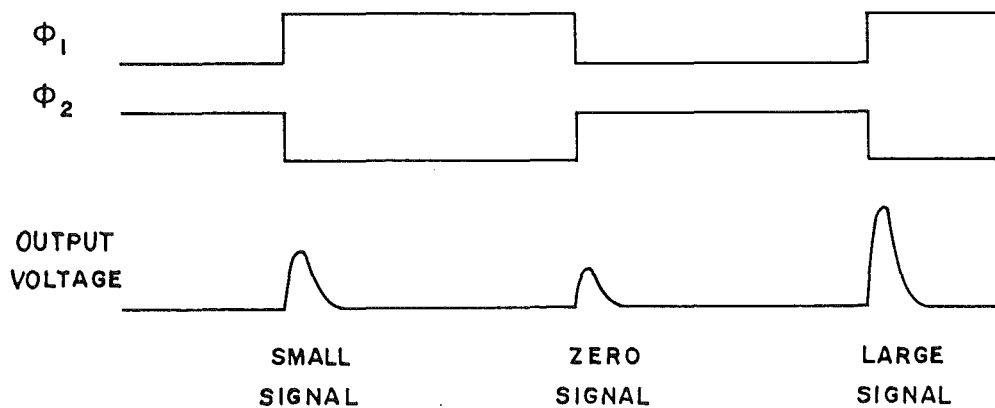 Φ1
Φ2
OUTPUT
VOLTAGE
SMALL
SIGNAL
ZERO
SIGNAL
LARGE
SIGNAL